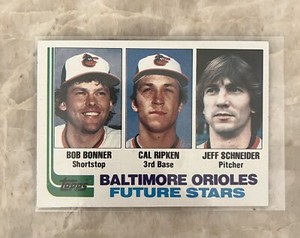 BOB BONNER
Shortstop
CAL RIPKEN
3rd Base
JEFF SCHNEIDER
Pitcher
topps
BALTIMORE ORIOLES
FUTURE STARS